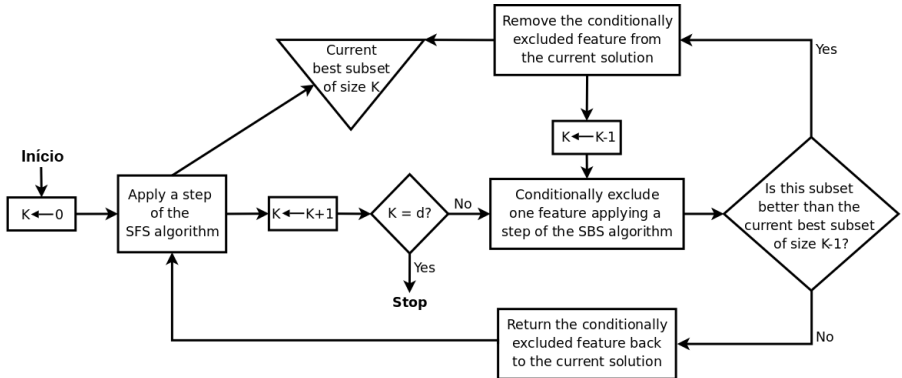 Remove the conditionally
excluded feature from
the current solution
Yes
Current
best subset
of size K
K←K-1
Início
K←0
Apply a step
of the
SFS algorithm
K←K+1
K = d?
No
Conditionally exclude
one feature applying a
step of the SBS algorithm
Is this subset
better than the
current best subset
of size K-1?
Yes
Stop
Return the conditionally
excluded feature back
to the current solution
No